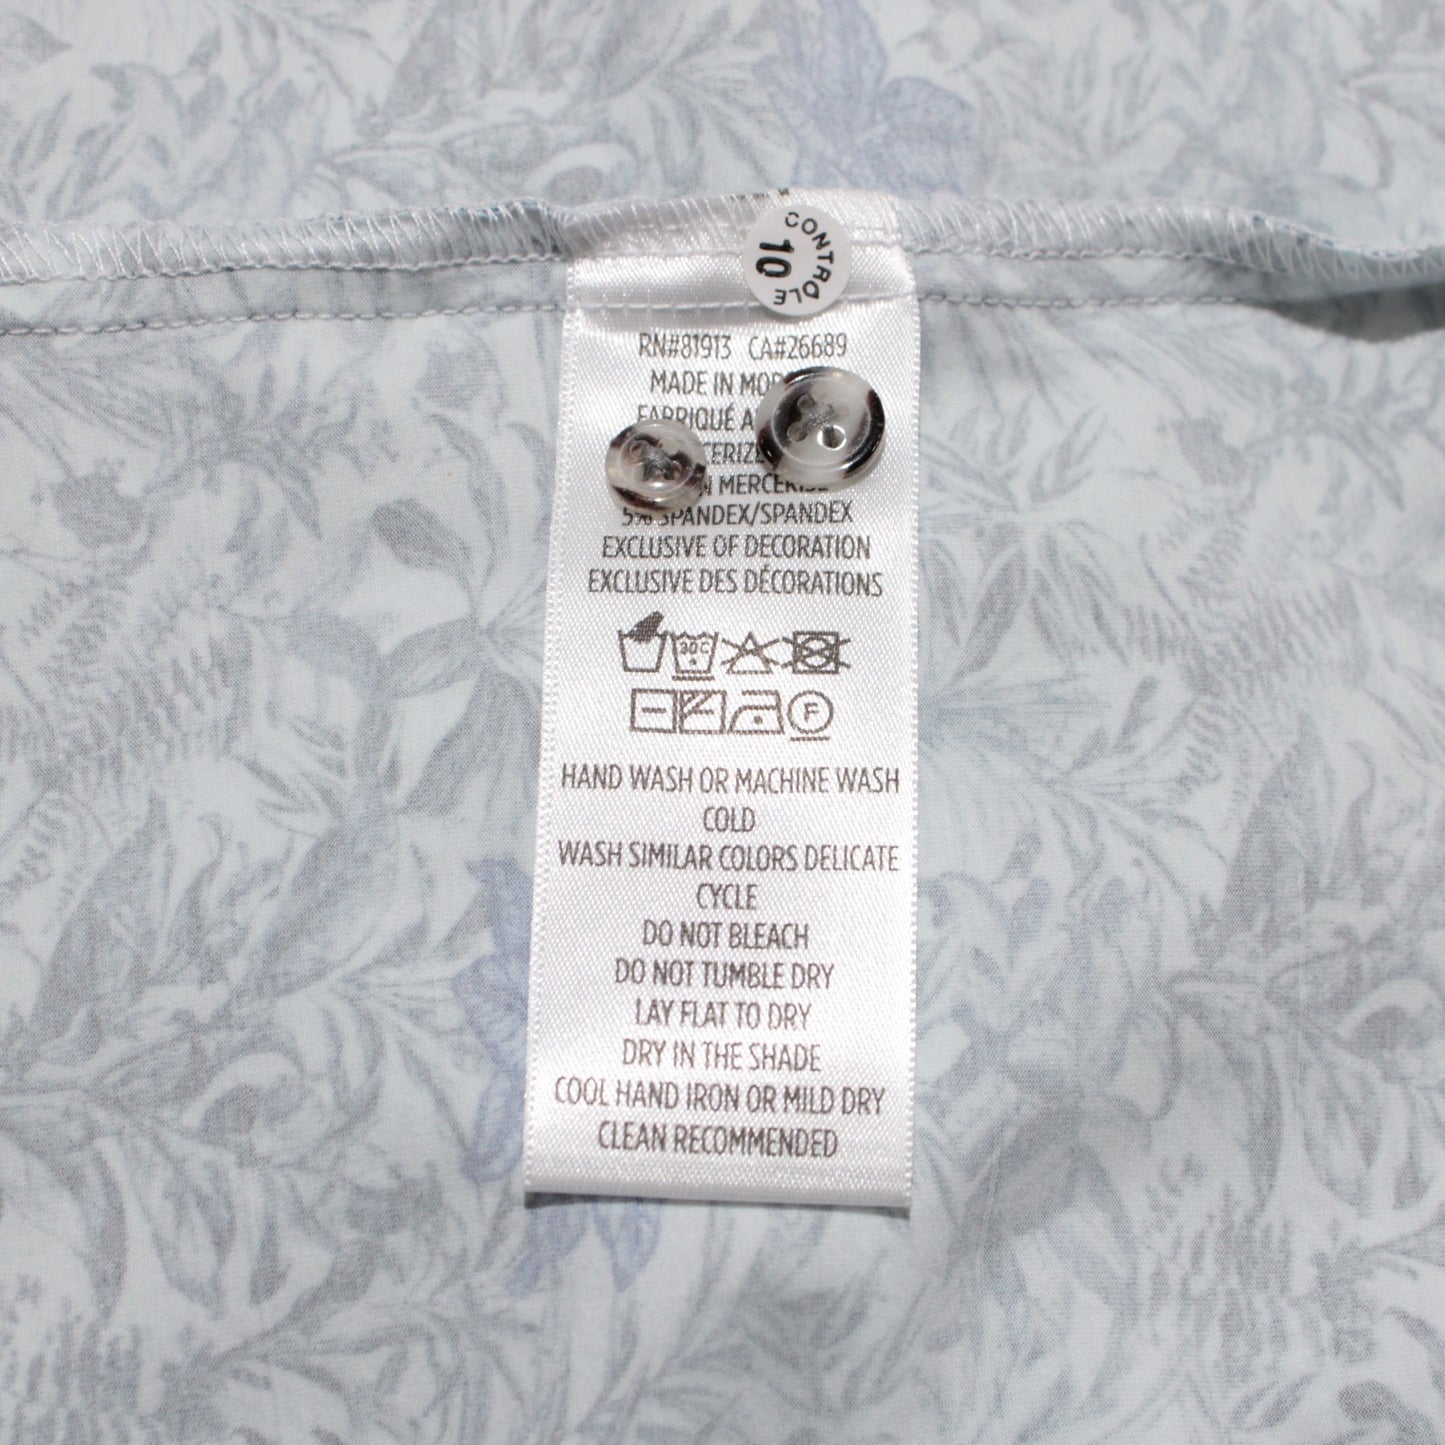 CONTROLE
10
RN#81913 CA#26689
MADE IN
FABRIQUÉ
MERCERISE
5% SPANDEX/SPANDEX
EXCLUSIVE OF DECORATION
EXCLUSIVE DES DÉCORATIONS
30C
F
HAND WASH OR MACHINE WASH
COLD
WASH SIMILAR COLORS DELICATE
CYCLE
DO NOT BLEACH
DO NOT TUMBLE DRY
LAY FLAT TO DRY
DRY IN THE SHADE
COOL HAND IRON OR MILD DRY
CLEAN RECOMMENDED